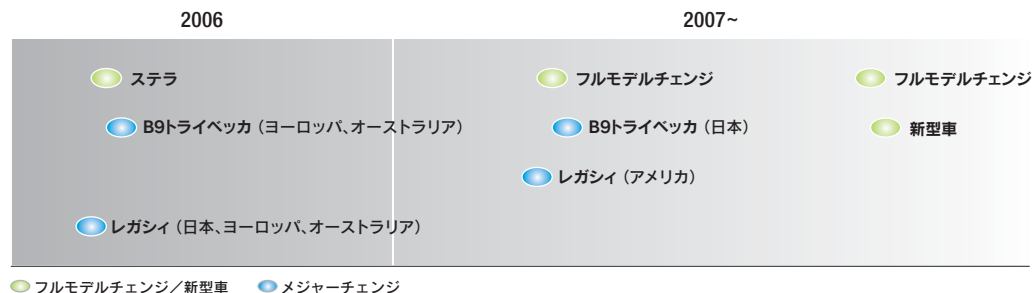 2006 2007~
ステラ フルモデルチェンジ フルモデルチェンジ
B9トライベッカ（ヨーロッパ、オーストラリア） B9トライベッカ（日本） 新型車
レガシィ（アメリカ）
レガシィ（日本、ヨーロッパ、オーストラリア）
フルモデルチェンジ／新型車 メジャーチェンジ